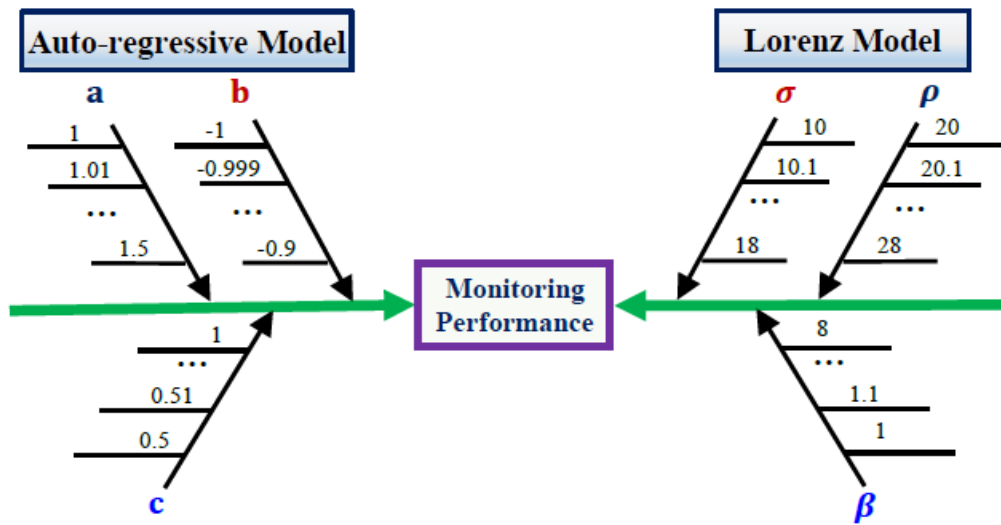 Auto-regressive Model
Lorenz Model
a
b
σ
ρ
1
-1
10
20
1.01
-0.999
10.1
20.1
...
...
...
...
1.5
-0.9
18
28
Monitoring
Performance
1
8
...
...
0.51
1.1
0.5
1
c
β